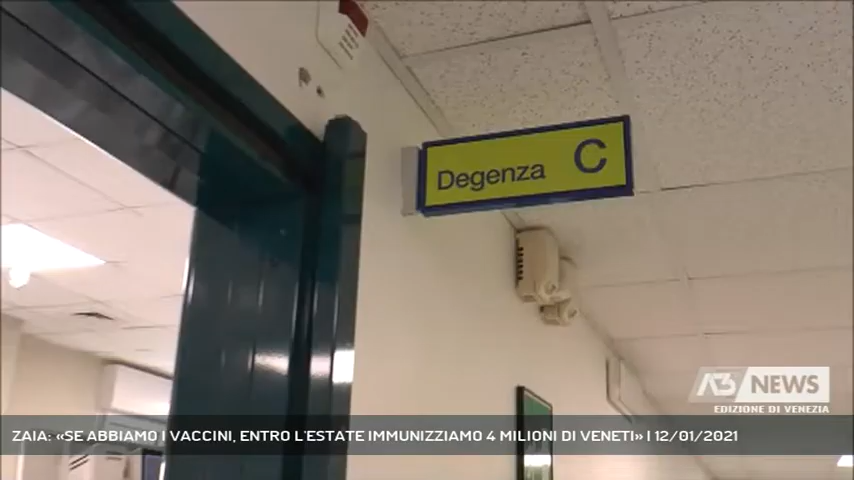 Degenza C
A3 NEWS
EDIZIONE DI VENEZIA
ZAIA: «SE ABBIAMO I VACCINI, ENTRO L'ESTATE IMMUNIZZIAMO 4 MILIONI DI VENETI» | 12/01/2021